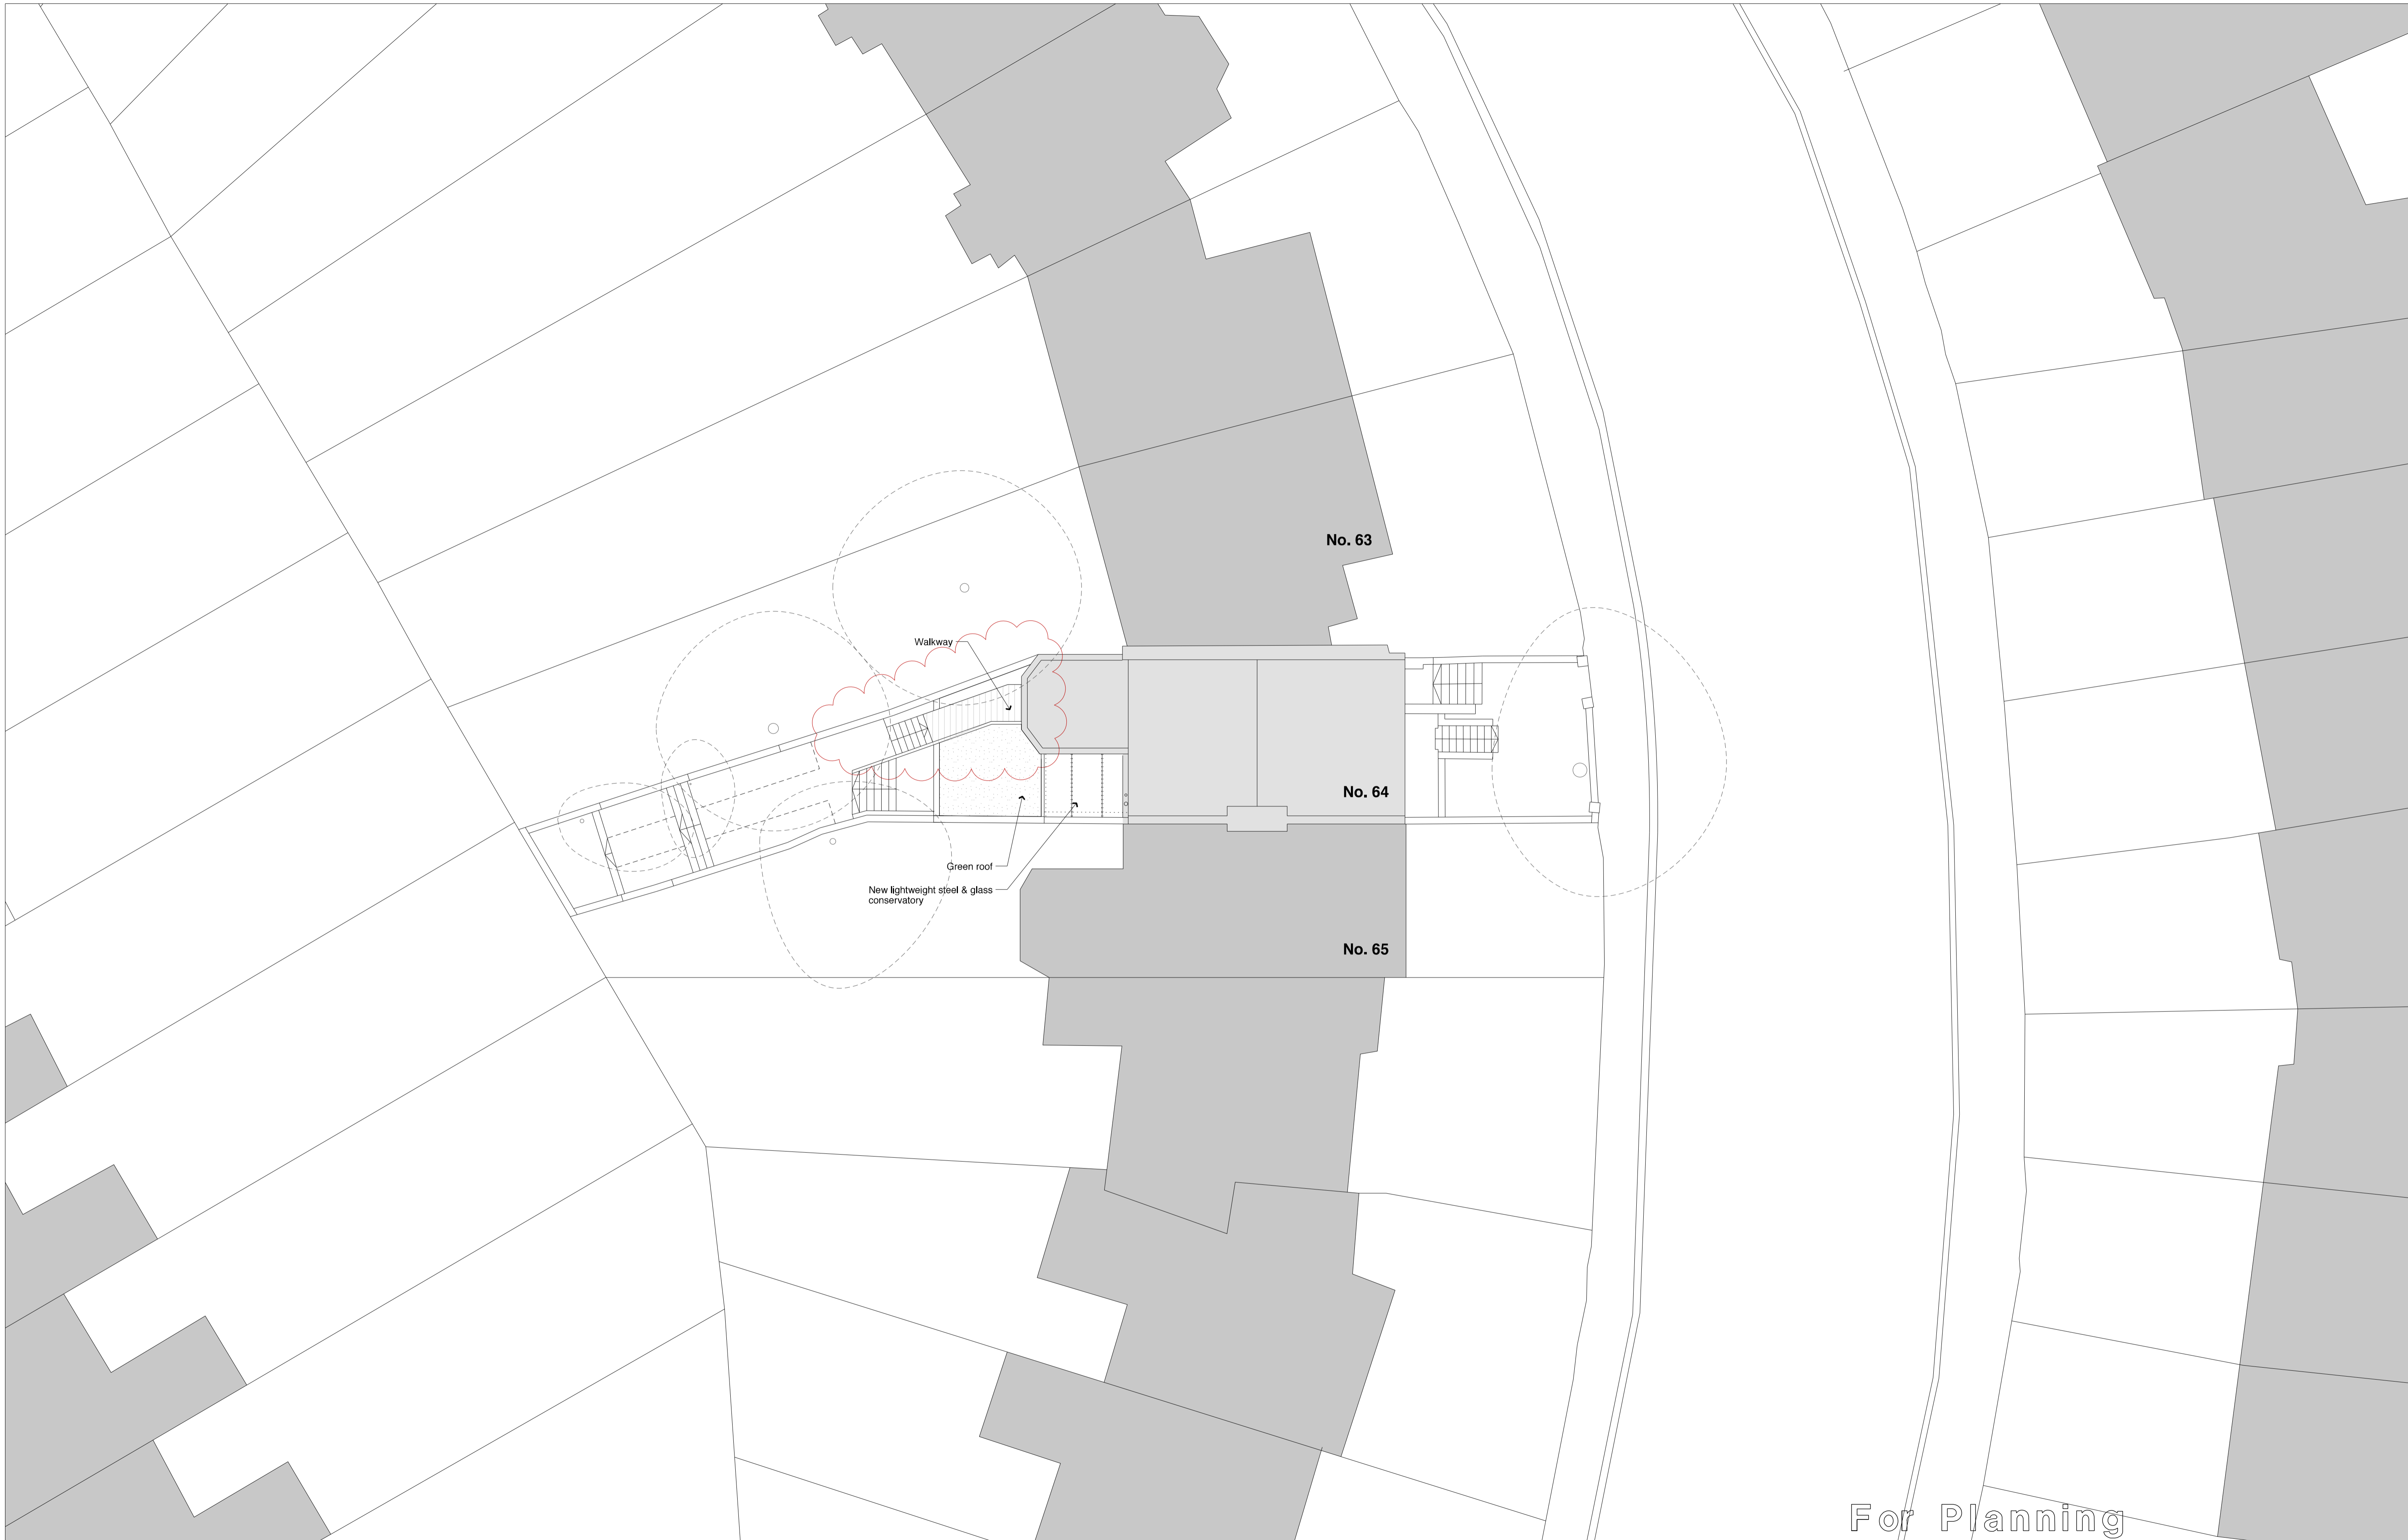 No. 63
Walkway
No. 64
Green roof
New lightweight steel & glass
conservatory
No. 65
For Planning